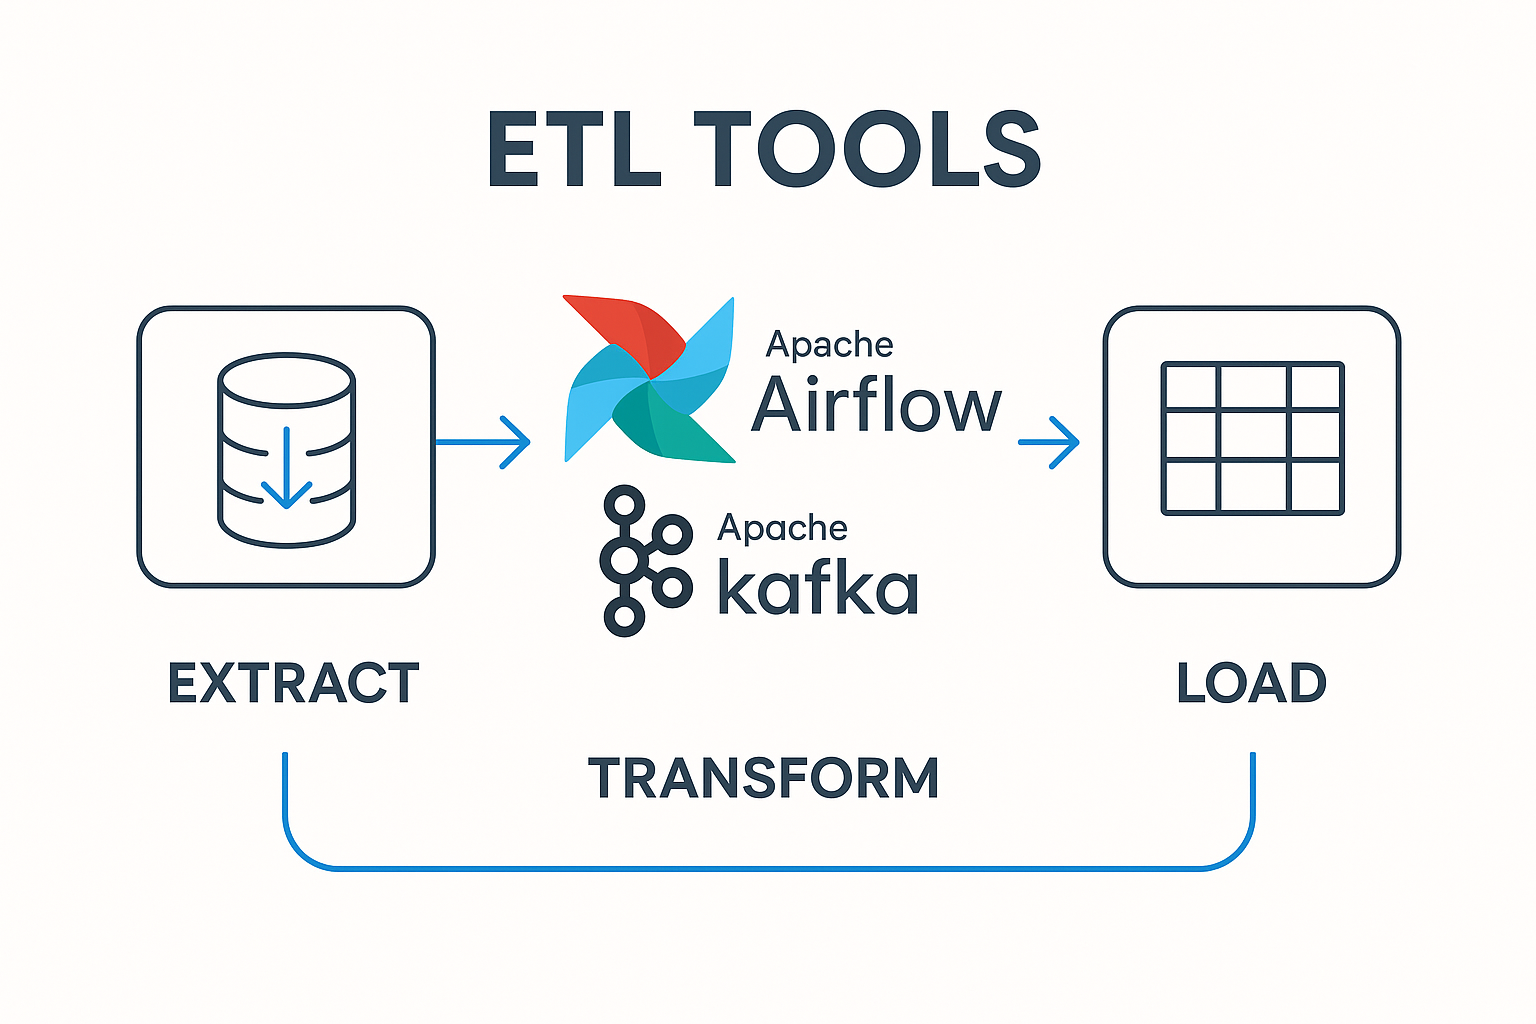 ETL TOOLS
Apache
Airflow
Apache
kafka
EXTRACT
LOAD
TRANSFORM